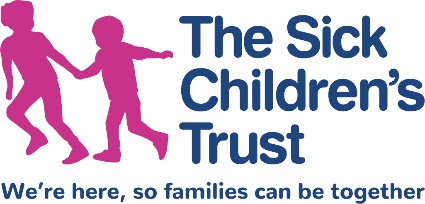 The Sick
Children's
Trust
We're here, so families can be together